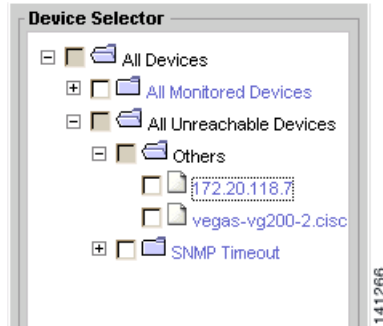 Device Selector
All Devices
All Monitored Devices
All Unreachable Devices
Others
172.20.118.7
vegas-vg200-2.cisc
SNMP Timeout
141266